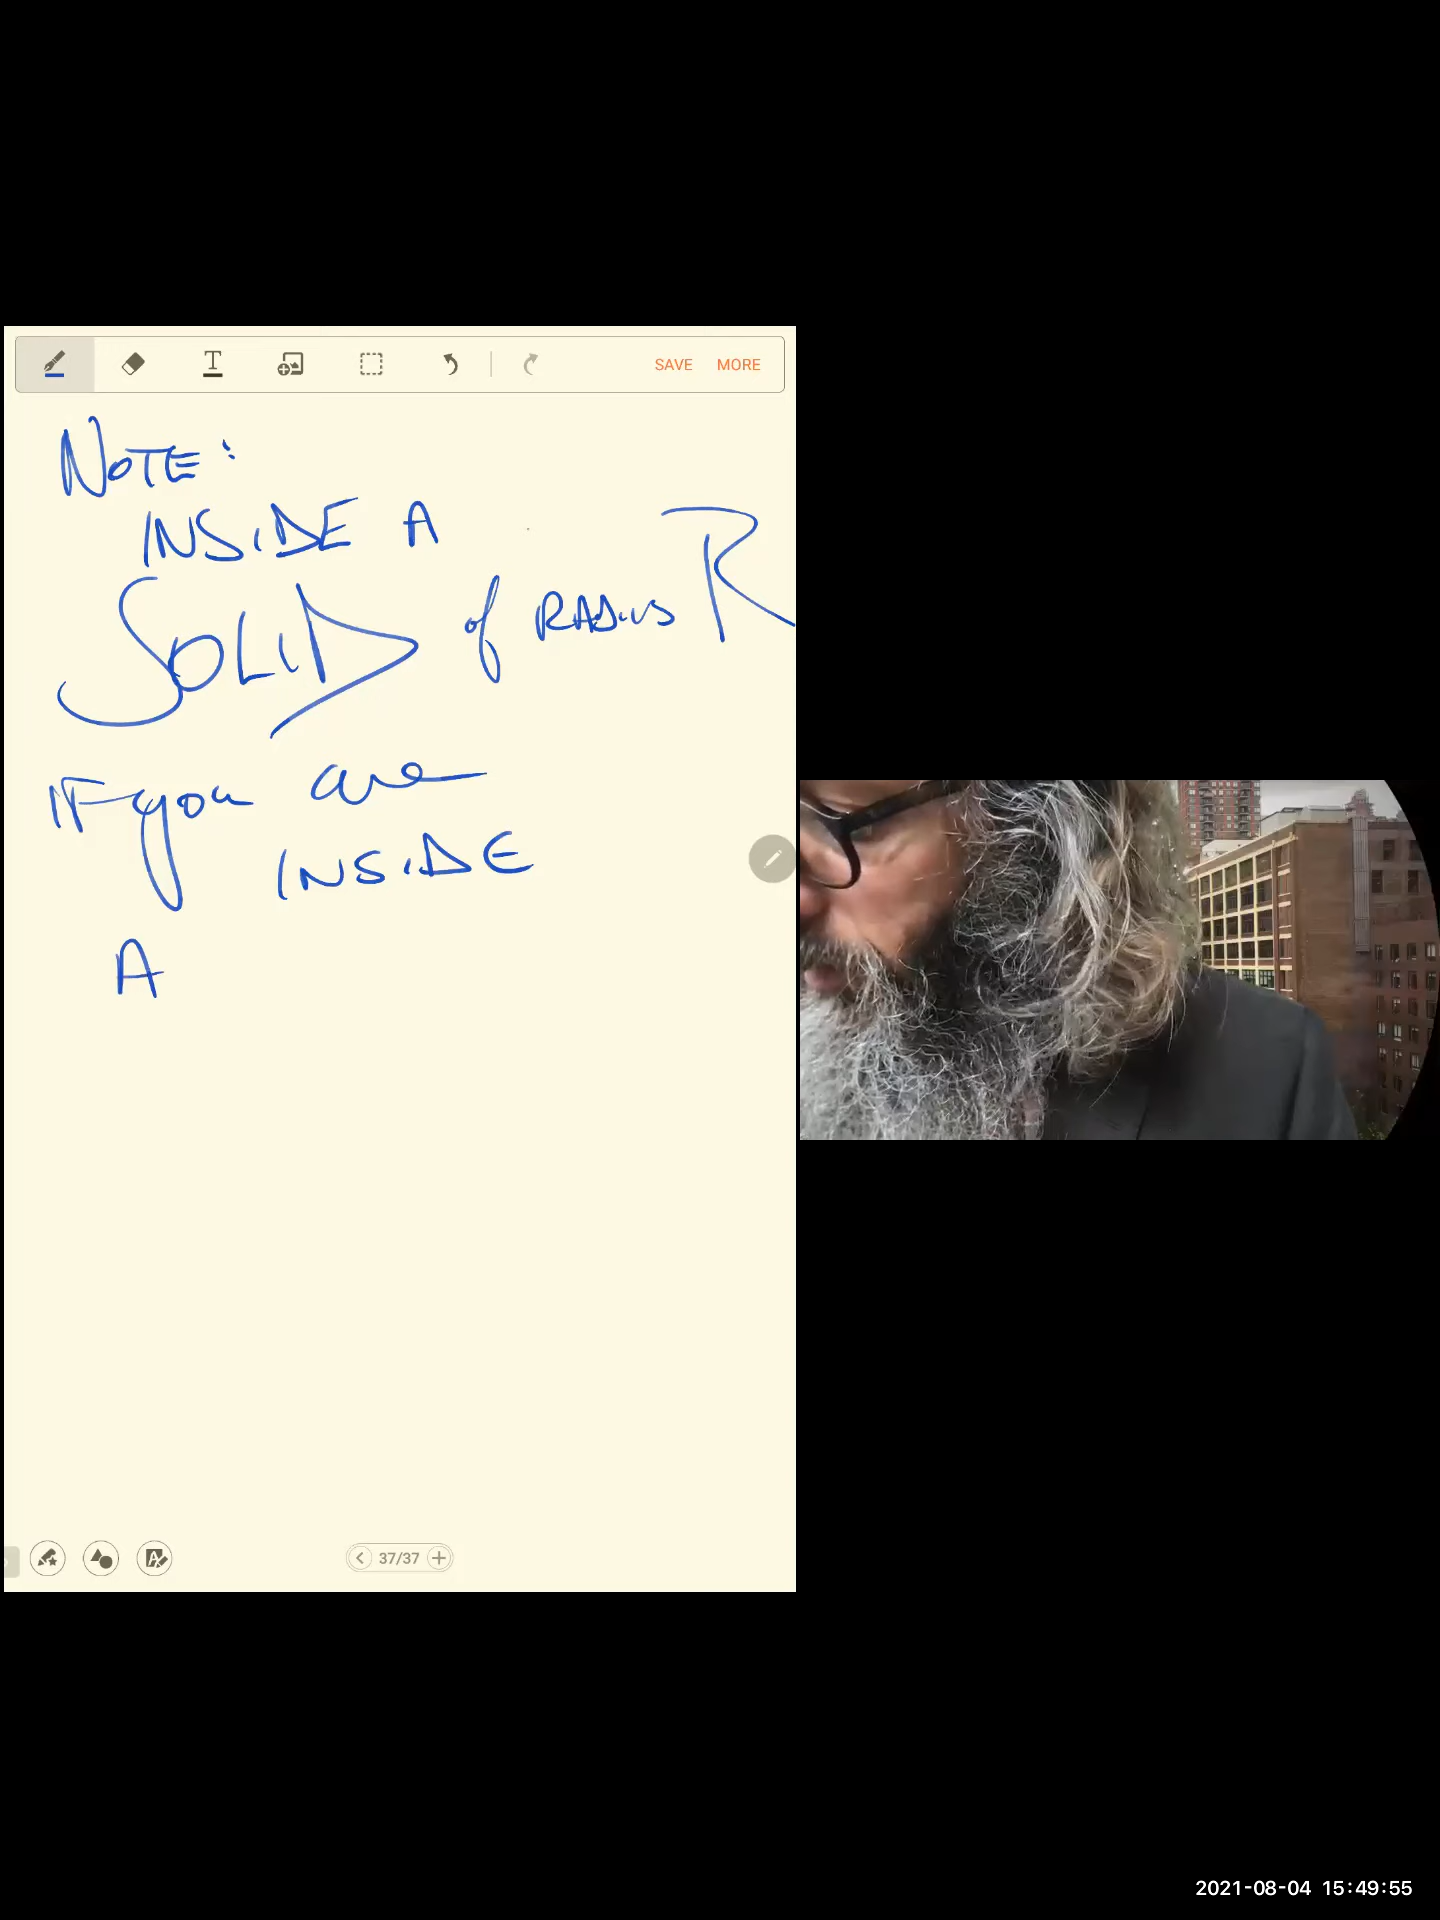 T
SAVE MORE
NOTE:
INSIDE A
SOLID of RADIUS R
IF you are
INSIDE
A
A
37/37
2021-08-04 15:49:55